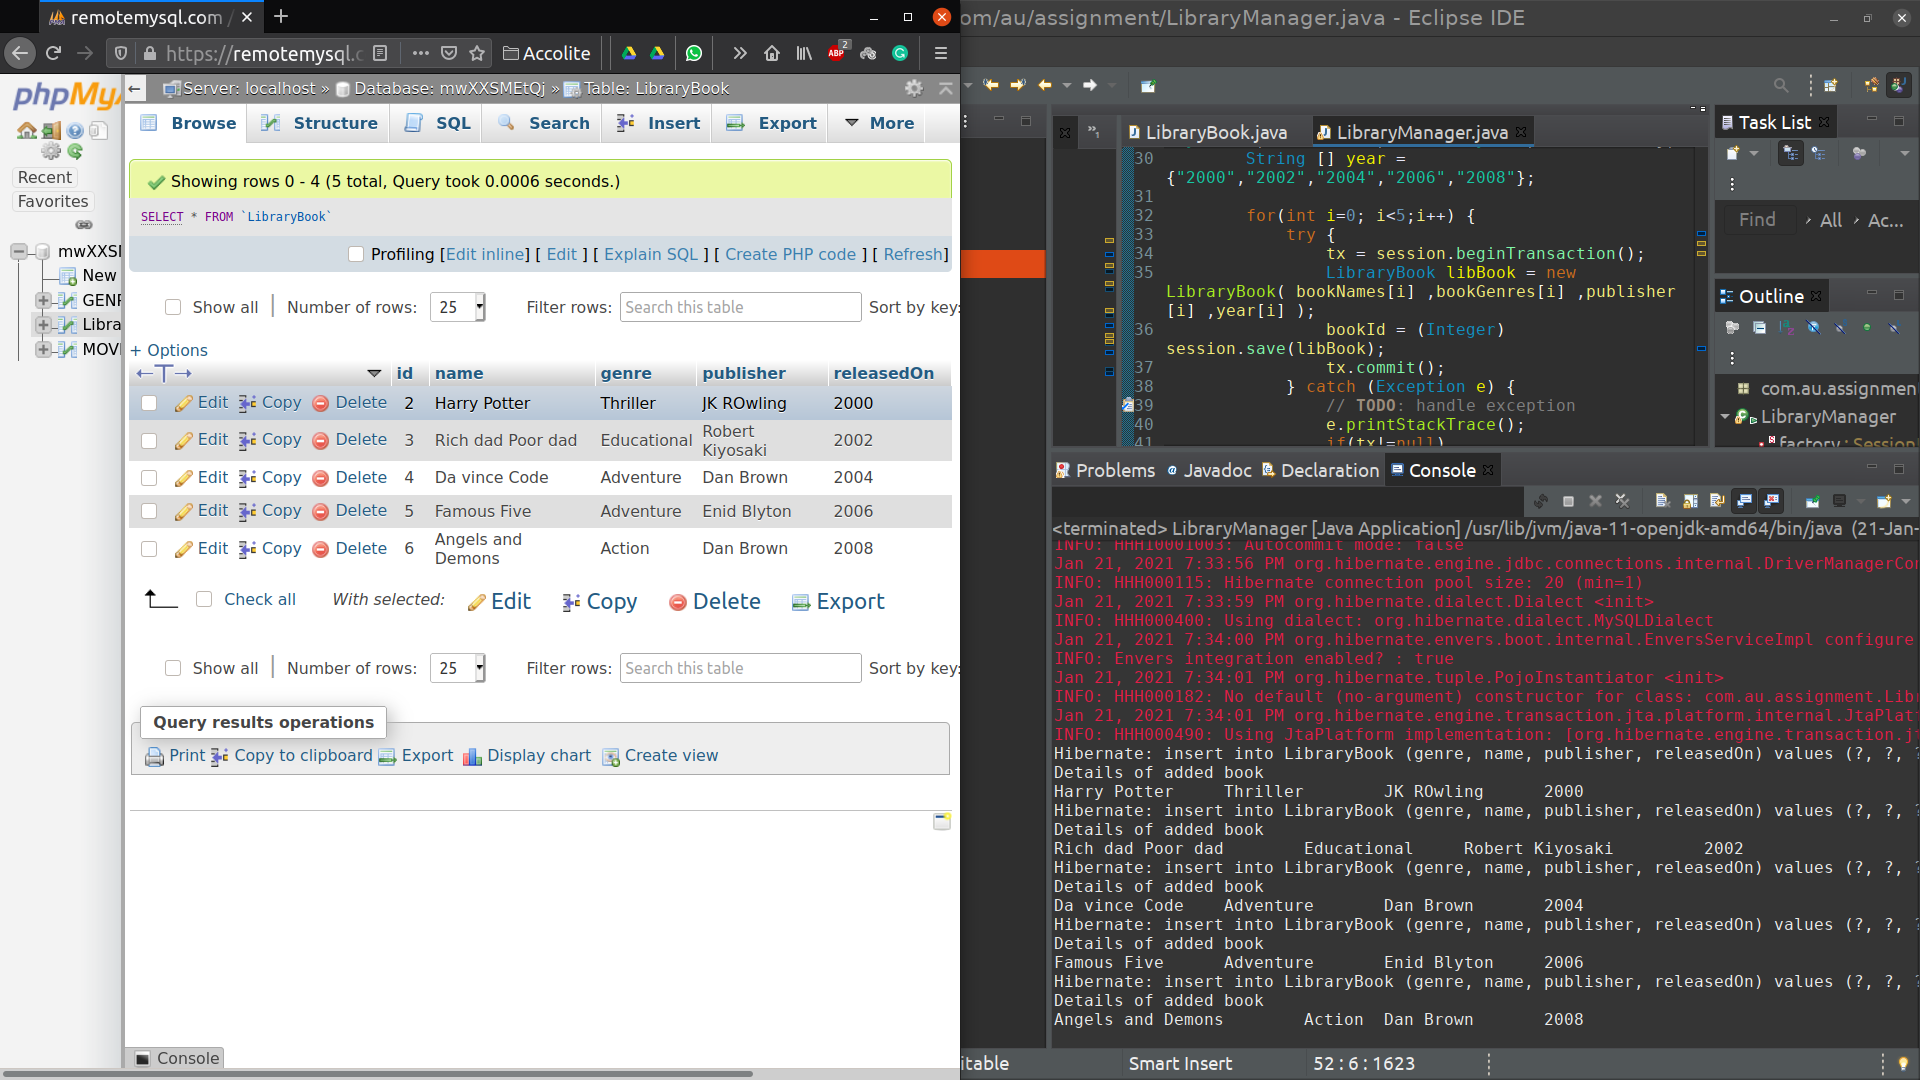 remotemysql.com /
om/au/assignment/LibraryManager.java - Eclipse IDE
https://remotemysql.c
Accolite
2
ABP
phpMyA
Server: localhost » Database: mwXXSMEtQj » Table: LibraryBook
Browse Structure SQL Search Insert Export More
Recent
Favorites
mwXXSI
New
GENF
Libra
MOVI
Showing rows 0 - 4 (5 total, Query took 0.0006 seconds.)
SELECT * FROM `LibraryBook`
Profiling [Edit inline] [ Edit ] [ Explain SQL ] [ Create PHP code ] [ Refresh]
Show all Number of rows: 25 Filter rows: Search this table Sort by key:
+ Options
←T→ id name genre publisher releasedOn
Edit Copy Delete 2 Harry Potter Thriller JK ROwling 2000
Edit Copy Delete 3 Rich dad Poor dad Educational Robert Kiyosaki 2002
Edit Copy Delete 4 Da vince Code Adventure Dan Brown 2004
Edit Copy Delete 5 Famous Five Adventure Enid Blyton 2006
Edit Copy Delete 6 Angels and Demons Action Dan Brown 2008
Check all With selected: Edit Copy Delete Export
Show all Number of rows: 25 Filter rows: Search this table Sort by key:
Query results operations
Print Copy to clipboard Export Display chart Create view
Console
LibraryBook.java LibraryManager.java
30 String [] year =
{"2000","2002","2004","2006","2008"};
31
32 for(int i=0; i<5;i++) {
33 try {
34 tx = session.beginTransaction();
35 LibraryBook libBook = new
LibraryBook( bookNames[i] ,bookGenres[i] ,publisher
[i] ,year[i] );
36 bookId = (Integer)
session.save(libBook);
37 tx.commit();
38 } catch (Exception e) {
39 // TODO: handle exception
40 e.printStackTrace();
41 if(tx!=null)
Task List
Find All Ac...
Outline
com.au.assignmen
LibraryManager
factory : Session
Problems Javadoc Declaration Console
<terminated> LibraryManager [Java Application] /usr/lib/jvm/java-11-openjdk-amd64/bin/java (21-Jan-
INFO: HHH10001003: Autocommit mode: false
Jan 21, 2021 7:33:56 PM org.hibernate.engine.jdbc.connections.internal.DriverManagerCon
INFO: HHH000115: Hibernate connection pool size: 20 (min=1)
Jan 21, 2021 7:33:59 PM org.hibernate.dialect.Dialect <init>
INFO: HHH000400: Using dialect: org.hibernate.dialect.MySQLDialect
Jan 21, 2021 7:34:00 PM org.hibernate.envers.boot.internal.EnversServiceImpl configure
INFO: Envers integration enabled? : true
Jan 21, 2021 7:34:01 PM org.hibernate.tuple.PojoInstantiator <init>
INFO: HHH000182: No default (no-argument) constructor for class: com.au.assignment.Libr
Jan 21, 2021 7:34:01 PM org.hibernate.engine.transaction.jta.platform.internal.JtaPlatf
INFO: HHH000490: Using JtaPlatform implementation: [org.hibernate.engine.transaction.jt
Hibernate: insert into LibraryBook (genre, name, publisher, releasedOn) values (?, ?, ?
Details of added book
Harry Potter Thriller JK ROwling 2000
Hibernate: insert into LibraryBook (genre, name, publisher, releasedOn) values (?, ?, ?
Details of added book
Rich dad Poor dad Educational Robert Kiyosaki 2002
Hibernate: insert into LibraryBook (genre, name, publisher, releasedOn) values (?, ?, ?
Details of added book
Da vince Code Adventure Dan Brown 2004
Hibernate: insert into LibraryBook (genre, name, publisher, releasedOn) values (?, ?, ?
Details of added book
Famous Five Adventure Enid Blyton 2006
Hibernate: insert into LibraryBook (genre, name, publisher, releasedOn) values (?, ?, ?
Details of added book
Angels and Demons Action Dan Brown 2008
itable Smart Insert 52 : 6 : 1623